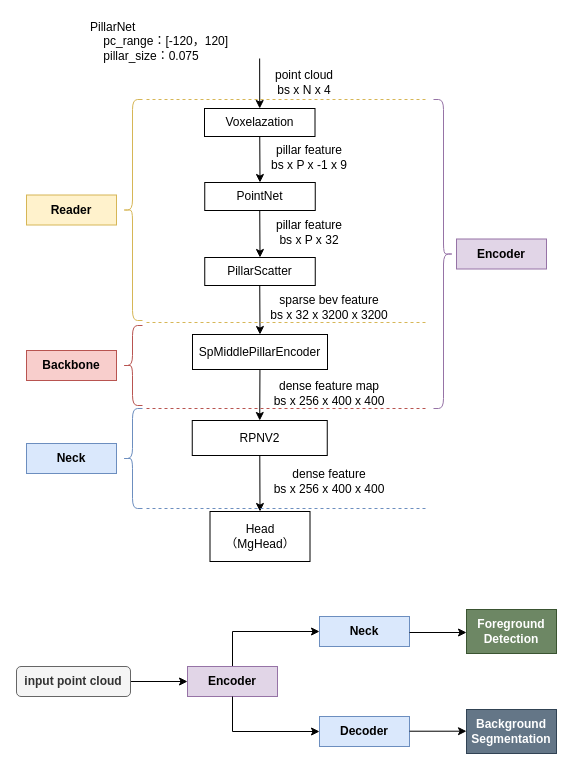 PillarNet
pc_range：[-120，120]
pillar_size：0.075
point cloud
bs x N x 4
Voxelazation
pillar feature
bs x P x -1 x 9
PointNet
Reader
pillar feature
bs x P x 32
Encoder
PillarScatter
sparse bev feature
bs x 32 x 3200 x 3200
SpMiddlePillarEncoder
Backbone
dense feature map
bs x 256 x 400 x 400
RPNV2
Neck
dense feature
bs x 256 x 400 x 400
Head
（MgHead）
Neck
Foreground
Detection
input point cloud
Encoder
Decoder
Background
Segmentation